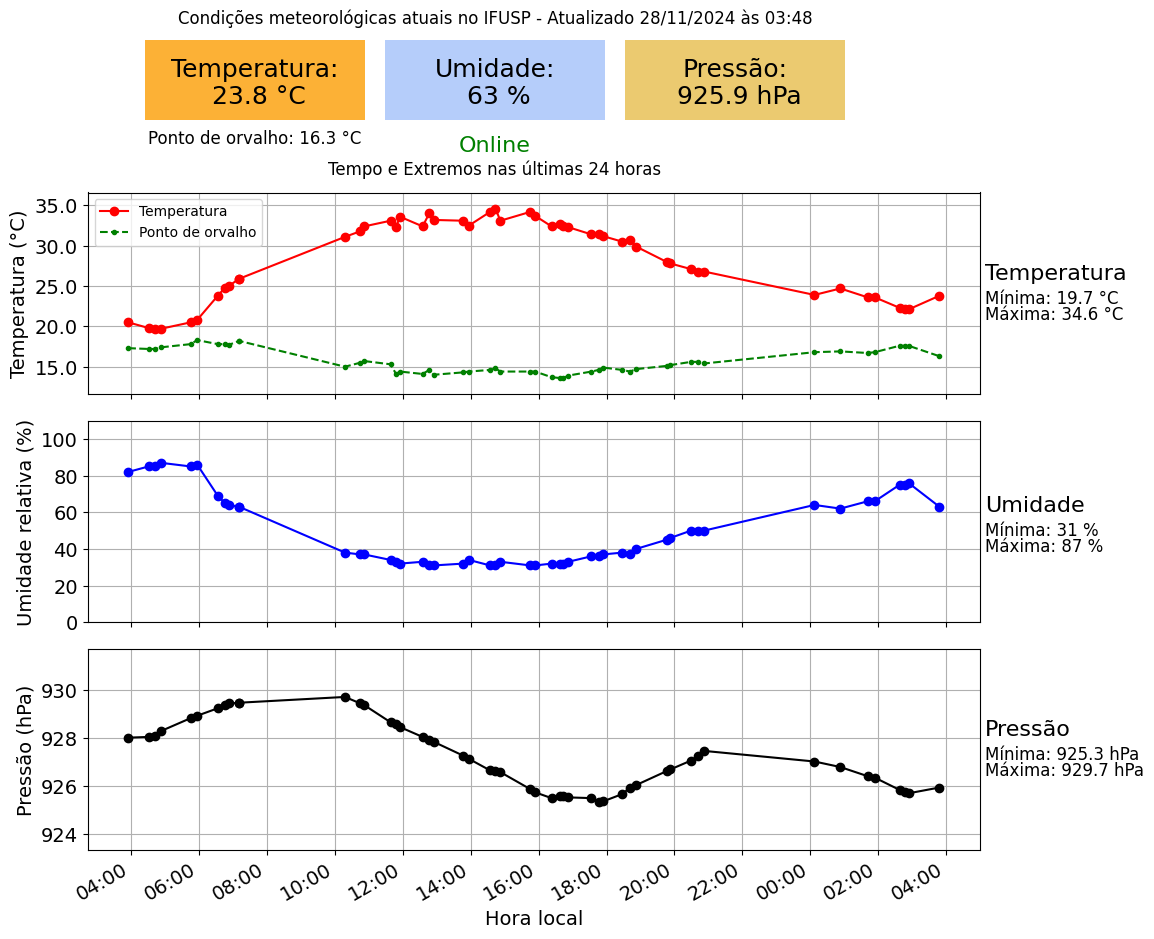 Condições meteorológicas atuais no IFUSP - Atualizado 28/11/2024 às 03:48
Temperatura:
23.8 °C
Umidade:
63 %
Pressão:
925.9 hPa
Ponto de orvalho: 16.3 °C
Online
Tempo e Extremos nas últimas 24 horas
Temperatura (°C)
35.0
30.0
25.0
20.0
15.0
Temperatura
Ponto de orvalho
Temperatura
Mínima: 19.7 °C
Máxima: 34.6 °C
Umidade relativa (%)
100
80
60
40
20
0
Umidade
Mínima: 31 %
Máxima: 87 %
Pressão (hPa)
930
928
926
924
Pressão
Mínima: 925.3 hPa
Máxima: 929.7 hPa
04:00 06:00 08:00 10:00 12:00 14:00 16:00 18:00 20:00 22:00 00:00 02:00 04:00
Hora local